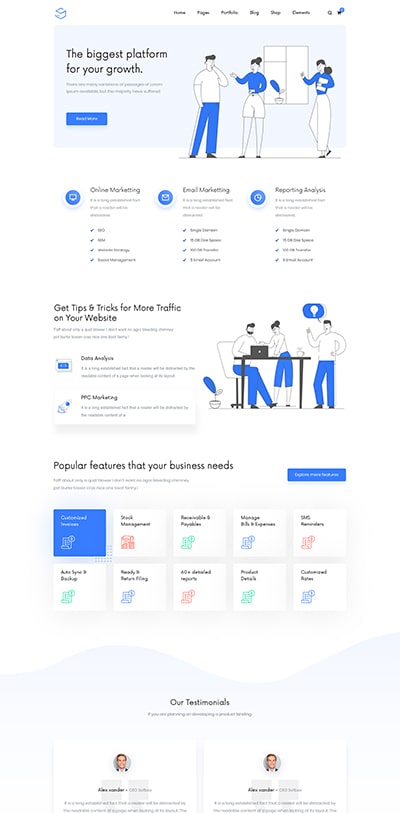 Home Pages Portfolio Blog Shop Elements
The biggest platform
for your growth.
There are many variations of passages of Lorem
Ipsum available, but the majority have suffered
Read More
Online Marketting Email Marketting Reporting Analysis
It is a long established fact It is a long established fact It is a long established fact
that a reader will be that a reader will be that a reader will be
distracted distracted distracted
SEO Single Domain Single Domain
SEM 15 GB Disk Space 15 GB Disk Space
Website Strategy 100 GB Transfer 100 GB Transfer
Social Management 5 Email Account 5 Email Account
Get Tips & Tricks for More Traffic
on Your Website
Faff about only a quid blower I don't want no agro bleeding chimney
pot burke tosser cras nice one boot fanny.!
Data Analysis
It is a long established fact that a reader will be distracted by the
readable content of a page when looking at its layout
PPC Marketing
It is a long established fact that a reader will be distracted by
the readable content of a
Popular features that your business needs
Faff about only a quid blower I don't want no agro bleeding chimney
pot burke tosser cras nice one boot fanny.!
Explore more features
Customized Stock Receivable & Manage SMS
Invoices Management Payables Bills & Expenses Reminders
Auto Sync & Ready & 60+ detailed Product Customized
Backup Return Filing reports Details Rates
Our Testimonials
If you are planning on developing a product landing
Alex xander – CEO Softbox Alex xander – CEO Softbox
It is a long established fact that a reader will be distracted by It is a long established fact that a reader will be distracted by
the readable content of a page when looking at its layout. The the readable content of a page when looking at its layout. The